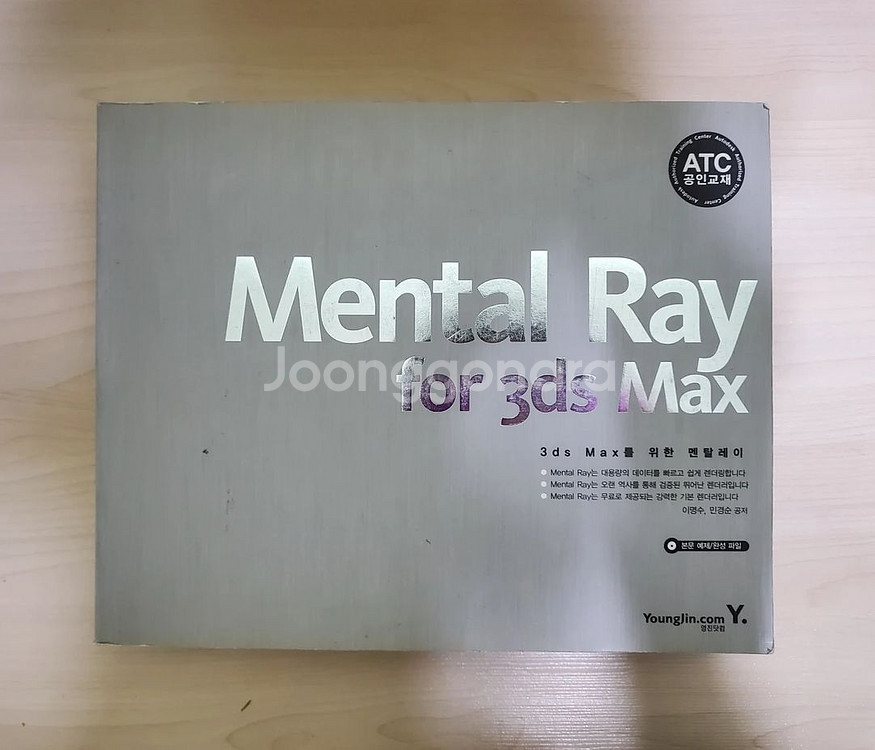 Autodesk Authorized Training Center Autodesk Authorized Training Center
ATC
공인교재
Mental Ray
for 3ds Max
Joonggonara
3ds Max를 위한 멘탈레이
Mental Ray는 대용량의 데이터를 빠르고 쉽게 렌더링합니다
Mental Ray는 오랜 역사를 통해 검증된 뛰어난 렌더러입니다
Mental Ray는 무료로 제공되는 강력한 기본 렌더러입니다
이명수, 민경순 공저
본문 예제/완성 파일
YoungJin.com Y.
영진닷컴